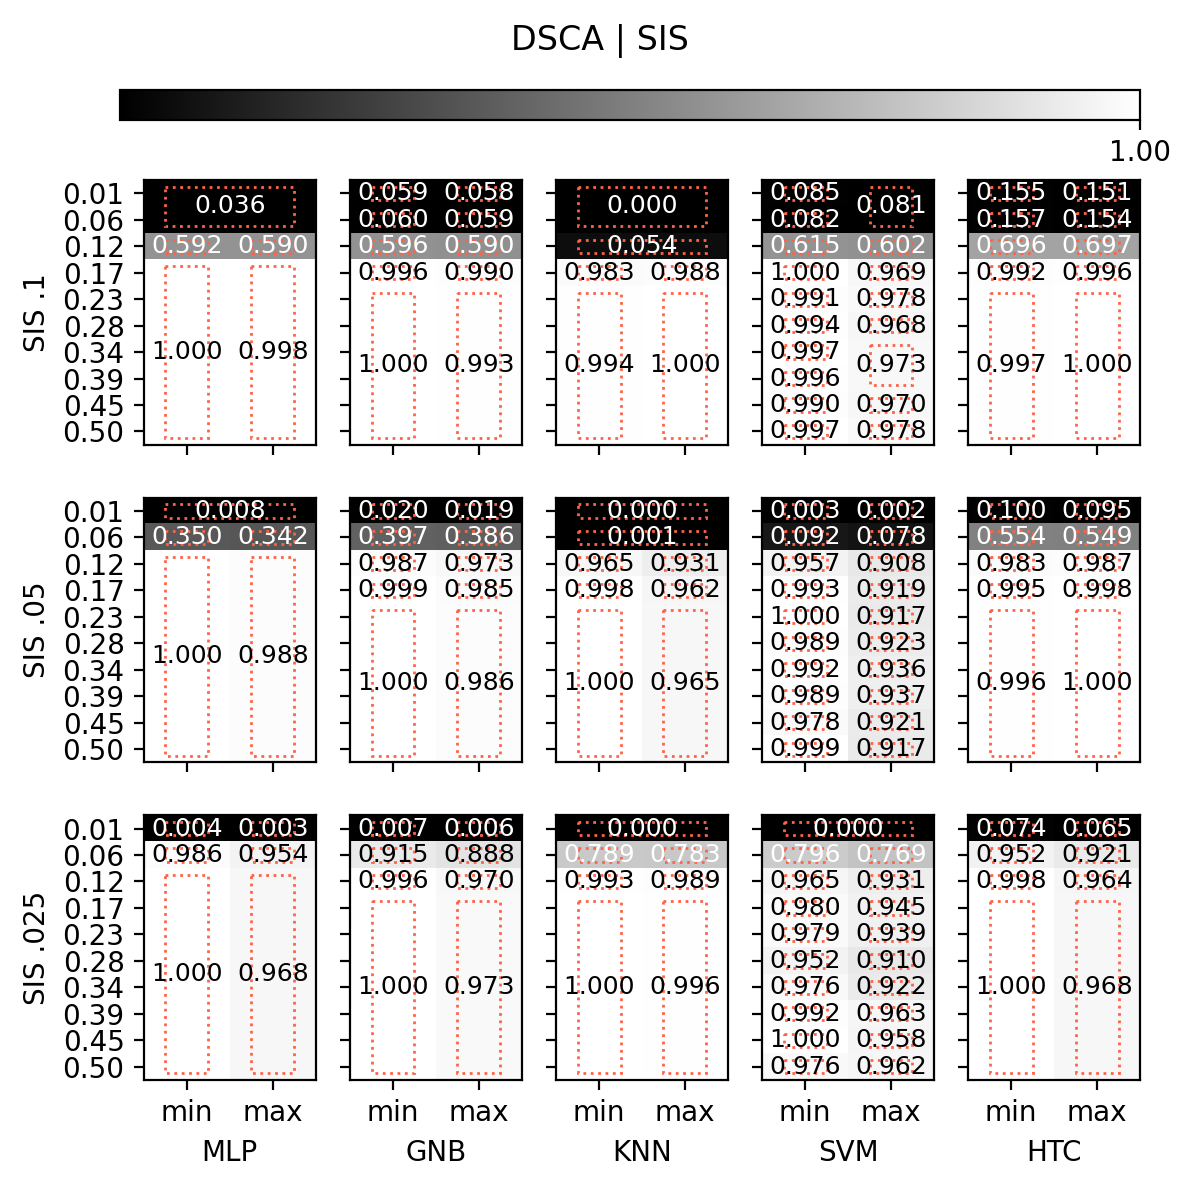 DSCA | SIS
1.00
SIS .1
0.01 0.036 0.059 0.058 0.000 0.085 0.081 0.155 0.151
0.06 0.060 0.059 0.082 0.157 0.154
0.12 0.592 0.590 0.596 0.590 0.054 0.615 0.602 0.696 0.697
0.17 0.996 0.990 0.983 0.988 1.000 0.969 0.992 0.996
0.23 0.991 0.978
0.28 0.994 0.968
0.34 1.000 0.998 1.000 0.993 0.994 1.000 0.997 0.973 0.997 1.000
0.39 0.996
0.45 0.990 0.970
0.50 0.997 0.978
SIS .05
0.01 0.008 0.020 0.019 0.000 0.003 0.002 0.100 0.095
0.06 0.350 0.342 0.397 0.386 0.001 0.092 0.078 0.554 0.549
0.12 0.987 0.973 0.965 0.931 0.957 0.908 0.983 0.987
0.17 0.999 0.985 0.998 0.962 0.993 0.919 0.995 0.998
0.23 1.000 0.917
0.28 0.989 0.923
0.34 1.000 0.988 0.992 0.936
0.39 1.000 0.986 1.000 0.965 0.989 0.937 0.996 1.000
0.45 0.978 0.921
0.50 0.999 0.917
SIS .025
0.01 0.004 0.003 0.007 0.006 0.000 0.000 0.074 0.065
0.06 0.986 0.954 0.915 0.888 0.789 0.783 0.796 0.769 0.952 0.921
0.12 0.996 0.970 0.993 0.989 0.965 0.931 0.998 0.964
0.17 0.980 0.945
0.23 0.979 0.939
0.28 1.000 0.968 0.952 0.910
0.34 1.000 0.973 1.000 0.996 0.976 0.922 1.000 0.968
0.39 0.992 0.963
0.45 1.000 0.958
0.50 0.976 0.962
min max min max min max min max min max
MLP GNB KNN SVM HTC